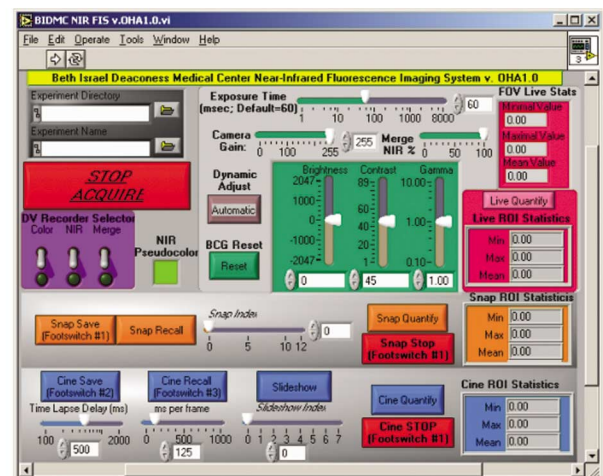 BIDMC NIR FIS v.OHA1.0.vi
File Edit Operate Tools Window Help
3
Beth Israel Deaconess Medical Center Near-Infrared Fluorescence Imaging System v. OHA1.0
Experiment Directory
Experiment Name
STOP
ACQUIRE
DV Recorder Selector
Color NIR Merge
NIR
Pseudocolor
Exposure Time
(msec; Default=60)
1 10 100 1000 8000
60
Camera
Gain:
0 100 255
255
Merge
NIR %
0 50 100
Dynamic
Adjust
Automatic
BCG Reset
Reset
Brightness Contrast Gamma
2047 89 10.00
1000
0 60 1.00
40
-1000 20
-2047 1 0.10
0 45 1.00
FOV Live Stats
Minimal Value
0.00
Maximal Value
0.00
Mean Value
0.00
Live Quantify
Live ROI Statistics
Min 0.00
Max 0.00
Mean 0.00
Snap Save
(Footswitch #1)
Snap Recall
Snap Index
0 5 10 12
0
Snap Quantify
Snap Stop
(Footswitch #1)
Snap ROI Statisticis
Min 0.00
Max 0.00
Mean 0.00
Cine Save
(Footswitch #2)
Time Lapse Delay (ms)
100 2000
500
Cine Recall
(Footswitch #3)
ms per frame
0 500 1000
125
Slideshow
Slideshow Index
0 1 2 3 4 5 6 7
0
Cine Quantify
Cine STOP
(Footswitch #1)
Cine ROI Statistics
Min 0.00
Max 0.00
Mean 0.00